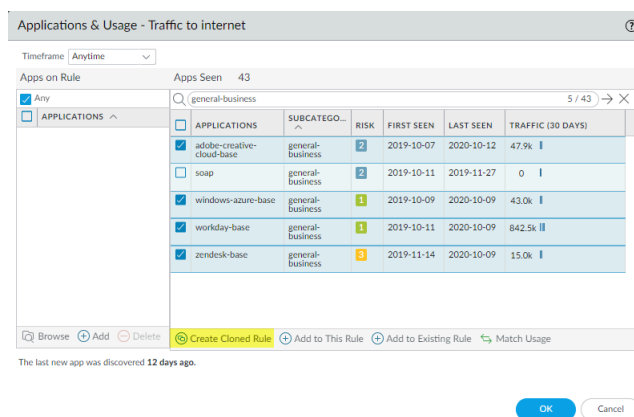 Applications & Usage - Traffic to internet
Timeframe Anytime
Apps on Rule Apps Seen 43
Any general-business 5 / 43
APPLICATIONS APPLICATIONS SUBCATEGO... RISK FIRST SEEN LAST SEEN TRAFFIC (30 DAYS)
adobe-creative-cloud-base general-business 2 2019-10-07 2020-10-12 47.9k
soap general-business 2 2019-10-11 2019-11-27 0
windows-azure-base general-business 1 2019-10-09 2020-10-09 43.0k
workday-base general-business 1 2019-10-11 2020-10-09 842.5k
zendesk-base general-business 3 2019-11-14 2020-10-09 15.0k
Browse Add Delete Create Cloned Rule Add to This Rule Add to Existing Rule Match Usage
The last new app was discovered 12 days ago.
OK Cancel